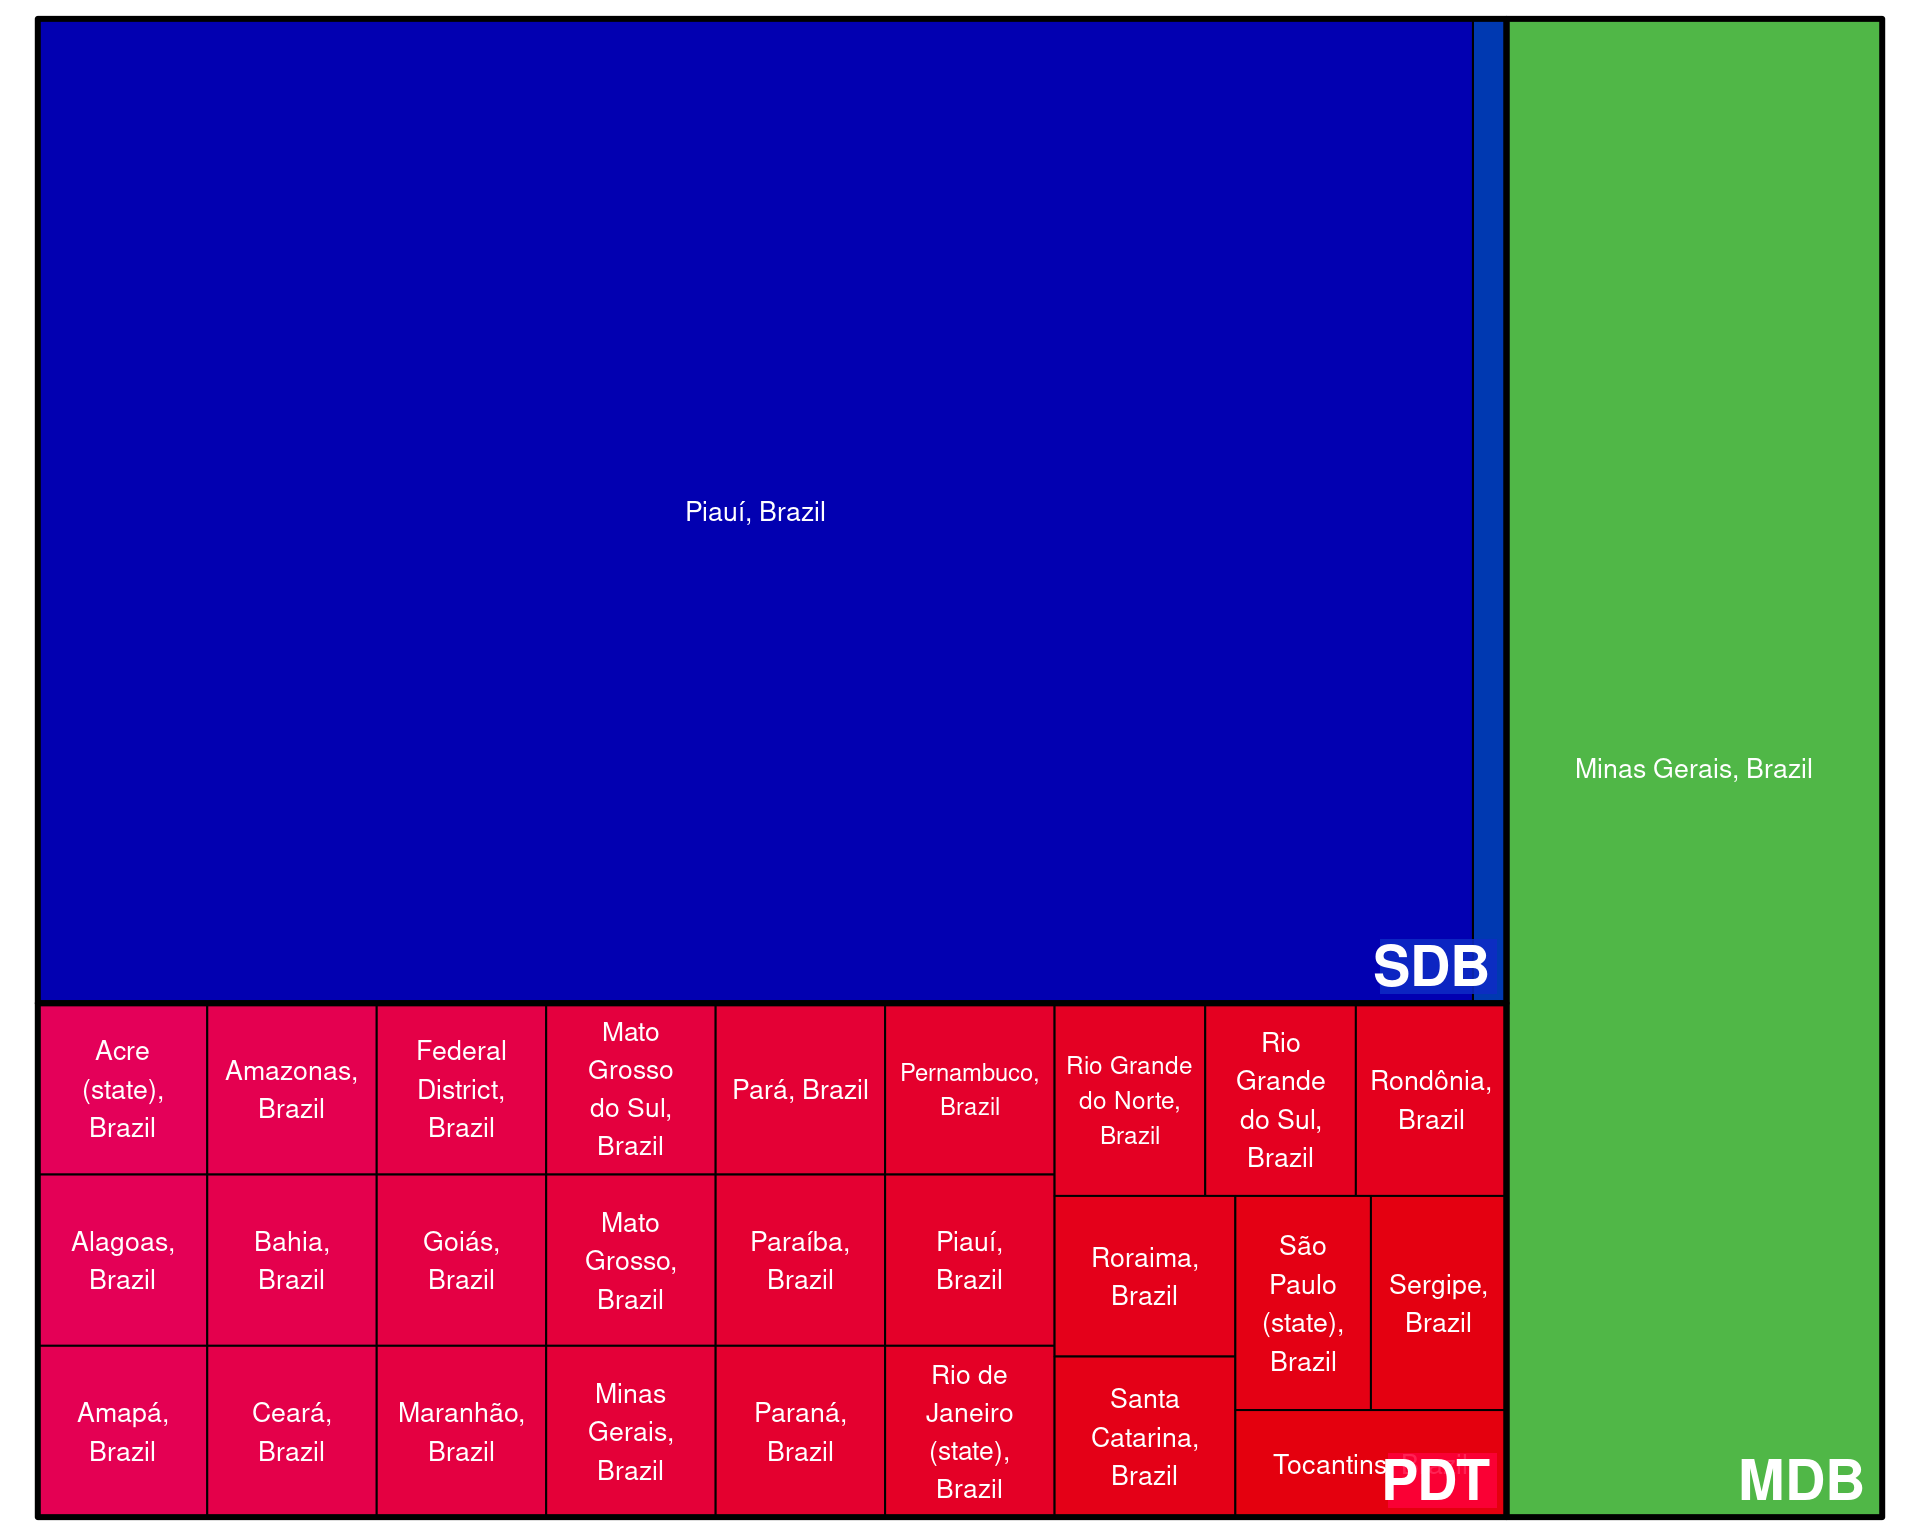 Piauí, Brazil
SDB
Minas Gerais, Brazil
MDB
Acre
(state),
Brazil
Amazonas,
Brazil
Federal
District,
Brazil
Mato
Grosso
do Sul,
Brazil
Pará, Brazil
Pernambuco,
Brazil
Rio Grande
do Norte,
Brazil
Rio
Grande
do Sul,
Brazil
Rondônia,
Brazil
Alagoas,
Brazil
Bahia,
Brazil
Goiás,
Brazil
Mato
Grosso,
Brazil
Paraíba,
Brazil
Piauí,
Brazil
Roraima,
Brazil
São
Paulo
(state),
Brazil
Sergipe,
Brazil
Amapá,
Brazil
Ceará,
Brazil
Maranhão,
Brazil
Minas
Gerais,
Brazil
Paraná,
Brazil
Rio de
Janeiro
(state),
Brazil
Santa
Catarina,
Brazil
Tocantins, Brazil
PDT